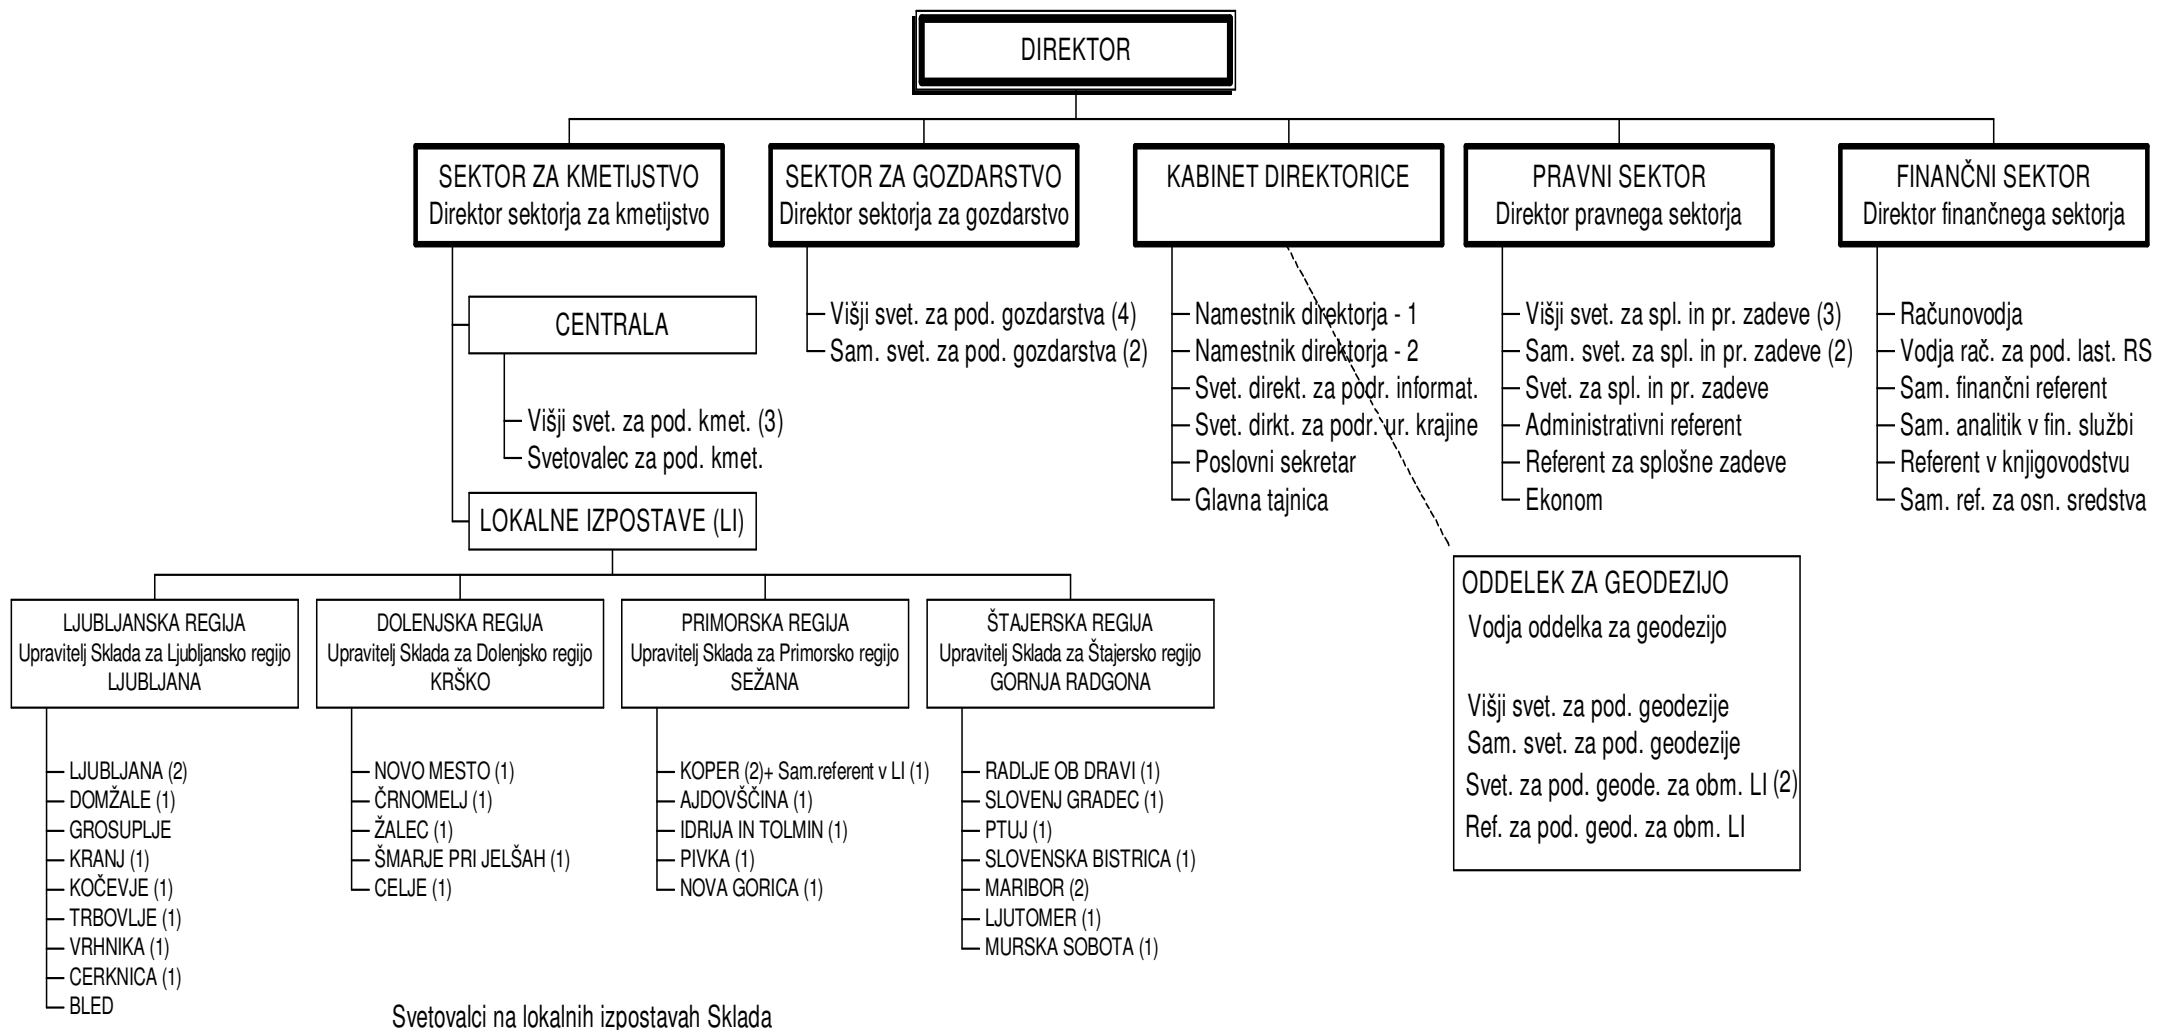 DIREKTOR
SEKTOR ZA KMETIJSTVO
Direktor sektorja za kmetijstvo
SEKTOR ZA GOZDARSTVO
Direktor sektorja za gozdarstvo
KABINET DIREKTORICE
PRAVNI SEKTOR
Direktor pravnega sektorja
FINANČNI SEKTOR
Direktor finančnega sektorja
CENTRALA
Višji svet. za pod. kmet. (3)
Svetovalec za pod. kmet.
LOKALNE IZPOSTAVE (LI)
Višji svet. za pod. gozdarstva (4)
Sam. svet. za pod. gozdarstva (2)
Namestnik direktorja - 1
Namestnik direktorja - 2
Svet. direkt. za podr. informat.
Svet. dirkt. za podr. ur. krajine
Poslovni sekretar
Glavna tajnica
Višji svet. za spl. in pr. zadeve (3)
Sam. svet. za spl. in pr. zadeve (2)
Svet. za spl. in pr. zadeve
Administrativni referent
Referent za splošne zadeve
Ekonom
Računovodja
Vodja rač. za pod. last. RS
Sam. finančni referent
Sam. analitik v fin. službi
Referent v knjigovodstvu
Sam. ref. za osn. sredstva
LJUBLJANSKA REGIJA
Upravitelj Sklada za Ljubljansko regijo
LJUBLJANA
LJUBLJANA (2)
DOMŽALE (1)
GROSUPLJE
KRANJ (1)
KOČEVJE (1)
TRBOVLJE (1)
VRHNIKA (1)
CERKNICA (1)
BLED
DOLENJSKA REGIJA
Upravitelj Sklada za Dolenjsko regijo
KRŠKO
NOVO MESTO (1)
ČRNOMELJ (1)
ŽALEC (1)
ŠMARJE PRI JELŠAH (1)
CELJE (1)
PRIMORSKA REGIJA
Upravitelj Sklada za Primorsko regijo
SEŽANA
KOPER (2)+ Sam.referent v LI (1)
AJDOVŠČINA (1)
IDRIJA IN TOLMIN (1)
PIVKA (1)
NOVA GORICA (1)
ŠTAJERSKA REGIJA
Upravitelj Sklada za Štajersko regijo
GORNJA RADGONA
RADLJE OB DRAVI (1)
SLOVENJ GRADEC (1)
PTUJ (1)
SLOVENSKA BISTRICA (1)
MARIBOR (2)
LJUTOMER (1)
MURSKA SOBOTA (1)
ODDELEK ZA GEODEZIJO
Vodja oddelka za geodezijo
Višji svet. za pod. geodezije
Sam. svet. za pod. geodezije
Svet. za pod. geode. za obm. LI (2)
Ref. za pod. geod. za obm. LI
Svetovalci na lokalnih izpostavah Sklada